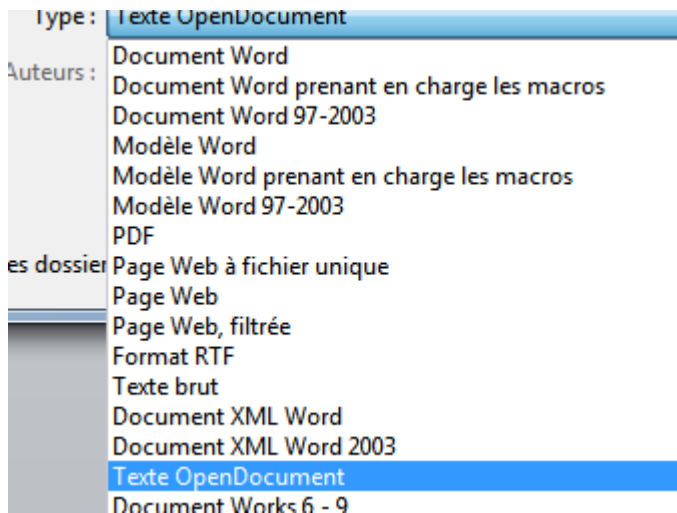 Type : Texte OpenDocument
Auteurs :
Document Word
Document Word prenant en charge les macros
Document Word 97-2003
Modèle Word
Modèle Word prenant en charge les macros
Modèle Word 97-2003
PDF
es dossier
Page Web à fichier unique
Page Web
Page Web, filtrée
Format RTF
Texte brut
Document XML Word
Document XML Word 2003
Texte OpenDocument
Document Works 6 - 9